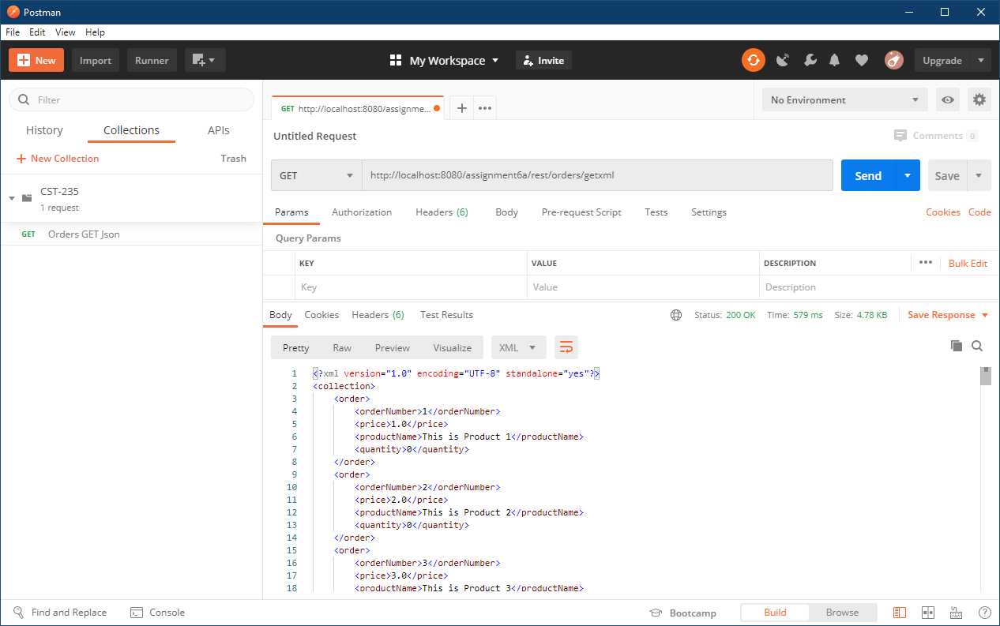 Postman
File Edit View Help
New Import Runner My Workspace Invite Upgrade
Filter
History Collections APIs
New Collection Trash
CST-235
1 request
GET Orders GET Json
GET http://localhost:8080/assignme...
No Environment
Untitled Request
Comments 0
GET http://localhost:8080/assignment6a/rest/orders/getxml Send Save
Params Authorization Headers (6) Body Pre-request Script Tests Settings Cookies Code
Query Params
KEY VALUE DESCRIPTION Bulk Edit
Key Value Description
Body Cookies Headers (6) Test Results Status: 200 OK Time: 579 ms Size: 4.78 KB Save Response
Pretty Raw Preview Visualize XML
1 <?xml version="1.0" encoding="UTF-8" standalone="yes"?>
2 <collection>
3 <order>
4 <orderNumber>1</orderNumber>
5 <price>1.0</price>
6 <productName>This is Product 1</productName>
7 <quantity>0</quantity>
8 </order>
9 <order>
10 <orderNumber>2</orderNumber>
11 <price>2.0</price>
12 <productName>This is Product 2</productName>
13 <quantity>0</quantity>
14 </order>
15 <order>
16 <orderNumber>3</orderNumber>
17 <price>3.0</price>
18 <productName>This is Product 3</productName>
Find and Replace Console Bootcamp Build Browse